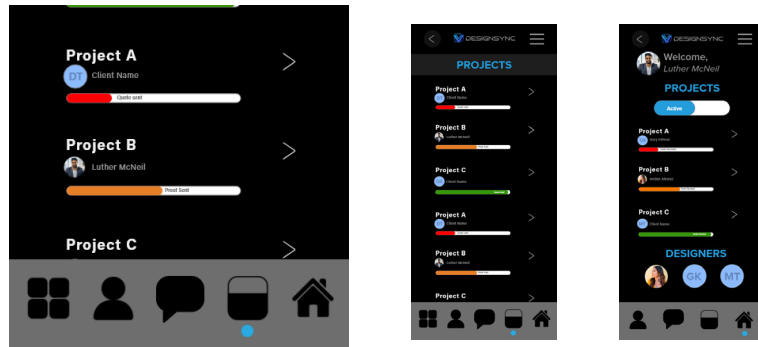 Project A
DT
Client Name
Quote sent
Project B
Luther McNeil
Proof Sent
Project C
DESIGNSYNC
PROJECTS
Project A
Client Name
Project B
Luther McNeil
Project C
Client Name
Project A
Client Name
Project B
Luther McNeil
Project C
DESIGNSYNC
Welcome,
Luther McNeil
PROJECTS
Active
Project A
Project B
Project C
Client Name
DESIGNERS
GK
MT